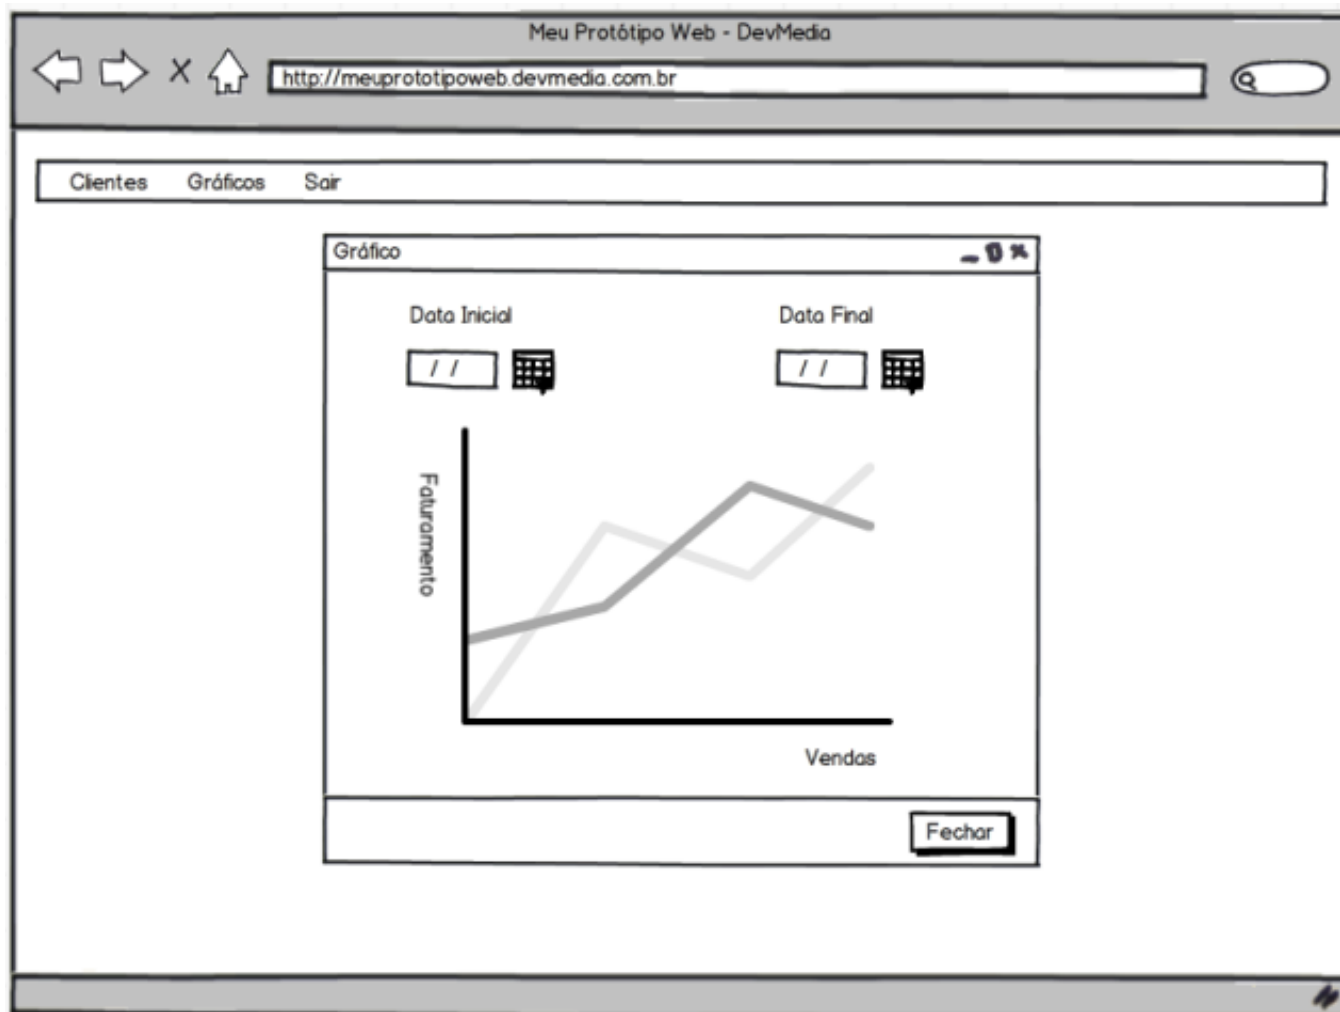 Meu Protótipo Web - DevMedia
http://meuprototipoweb.devmedia.com.br
Clientes Gráficos Sair
Gráfico
Data Inicial Data Final
/ / / /
Faturamento
Vendas
Fechar